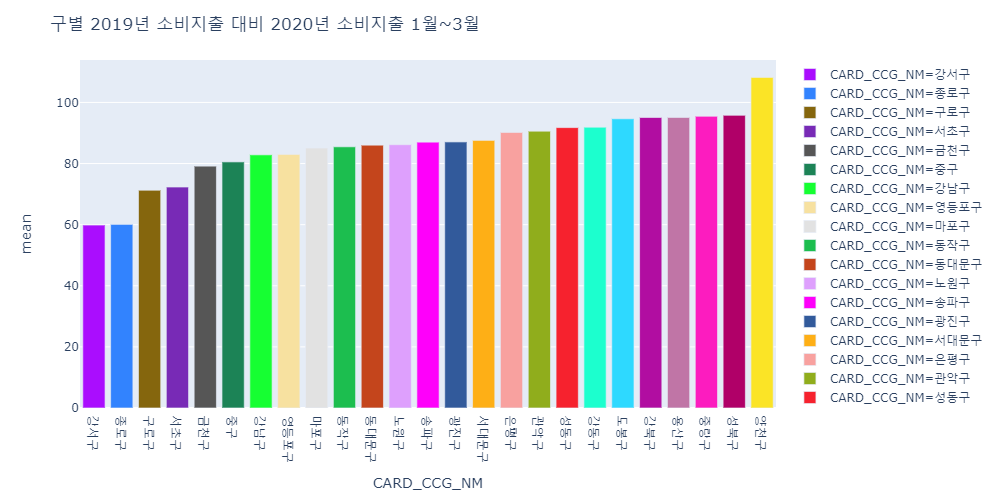 구별 2019년 소비지출 대비 2020년 소비지출 1월~3월
mean
100
80
60
40
20
0
강서구
종로구
구로구
서초구
금천구
중구
강남구
영등포구
마포구
동작구
동대문구
노원구
송파구
광진구
서대문구
은평구
관악구
성동구
강동구
도봉구
강북구
용산구
중랑구
성북구
양천구
CARD_CCG_NM
CARD_CCG_NM=강서구
CARD_CCG_NM=종로구
CARD_CCG_NM=구로구
CARD_CCG_NM=서초구
CARD_CCG_NM=금천구
CARD_CCG_NM=중구
CARD_CCG_NM=강남구
CARD_CCG_NM=영등포구
CARD_CCG_NM=마포구
CARD_CCG_NM=동작구
CARD_CCG_NM=동대문구
CARD_CCG_NM=노원구
CARD_CCG_NM=송파구
CARD_CCG_NM=광진구
CARD_CCG_NM=서대문구
CARD_CCG_NM=은평구
CARD_CCG_NM=관악구
CARD_CCG_NM=성동구